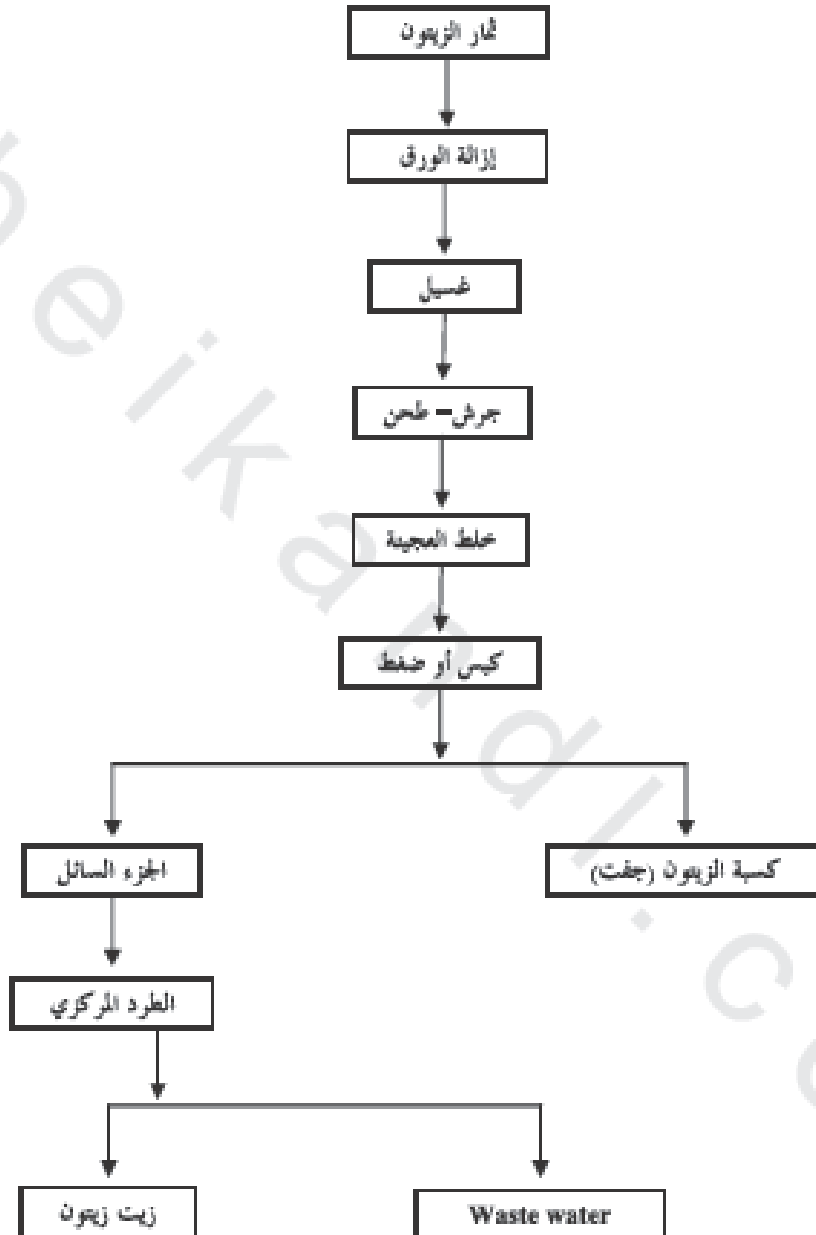 ثمار الزيتون
إزالة الورق
غسيل
جرش – طحن
خلط العجينة
كبس أو ضغط
الجزء السائل
كسبة الزيتون (جفت)
الطرد المركزي
زيت زيتون
Waste water